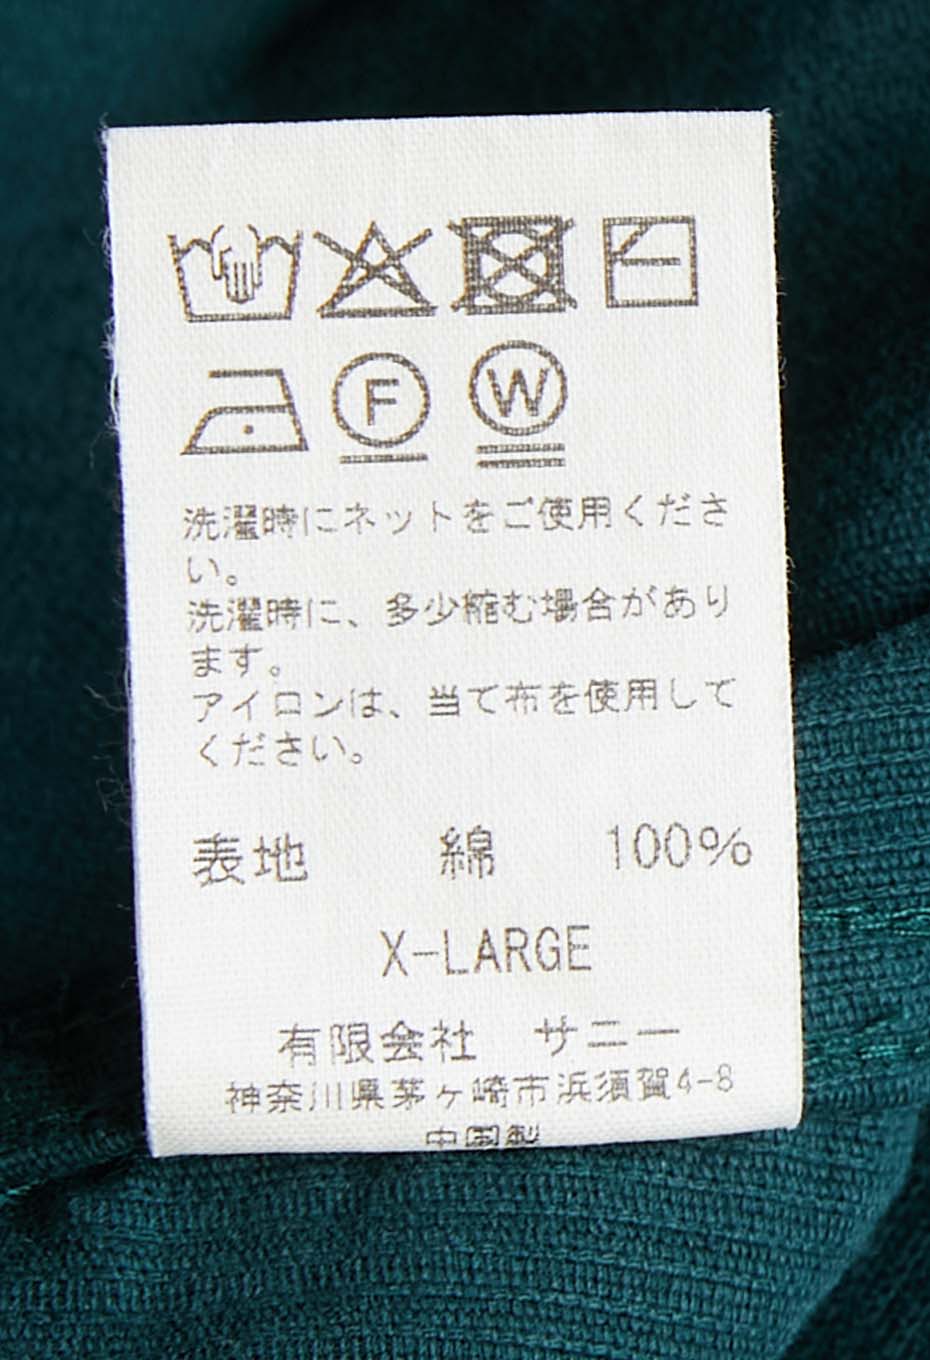 F W
洗濯時にネットをご使用くださ
い。
洗濯時に、多少縮む場合があり
ます。
アイロンは、当て布を使用して
ください。
表地 綿 100%
X-LARGE
有限会社 サニー
神奈川県茅ヶ崎市浜須賀4-8
中国製